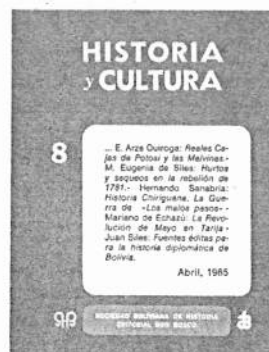 HISTORIA
y CULTURA
8
... E. Arze Quiroga: Reales Ca-
jas de Potosí y las Malvinas.-
M. Eugenia de Siles: Hurtos
y saqueos en la rebelión de
1781.- Hernando Sanabria:
Historia Chiriguana. La Gue-
rra de «Los malos pasos» -
Mariano de Echazú: La Revo-
lución de Mayo en Tarija -
Juan Siles: Fuentes éditas pa-
ra la historia diplomática de
Bolivia.
Abril, 1985
SOCIEDAD BOLIVIANA DE HISTORIA
EDITORIAL DON BOSCO